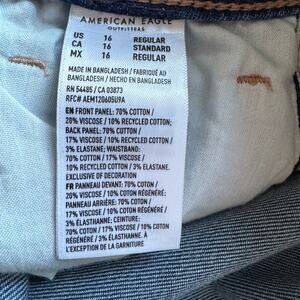 AMERICAN EAGLE
OUTFITTERS
US 16 REGULAR
CA 16 STANDARD
MX 16 REGULAR
MADE IN BANGLADESH / FABRIQUÉ AU
BANGLADESH / HECHO EN BANGLADESH
RN 54485 / CA 03873
RFC# AEM120605U9A
EN FRONT PANEL: 70% COTTON /
20% VISCOSE / 10% RECYCLED COTTON;
BACK PANEL: 70% COTTON /
17% VISCOSE / 10% RECYCLED COTTON /
3% ELASTANE; WAISTBAND:
70% COTTON / 17% VISCOSE /
10% RECYCLED COTTON / 3% ELASTANE.
EXCLUSIVE OF DECORATION
FR PANNEAU DEVANT: 70% COTON /
20% VISCOSE / 10% COTON RÉGÉNÉRÉ;
PANNEAU ARRIÈRE: 70% COTON /
17% VISCOSE / 10% COTON RÉGÉNÉRÉ /
3% ÉLASTHANNE; CEINTURE:
70% COTON / 17% VISCOSE / 10% COTON
RÉGÉNÉRÉ / 3% ÉLASTHANNE. À
L'EXCEPTION DE LA GARNITURE